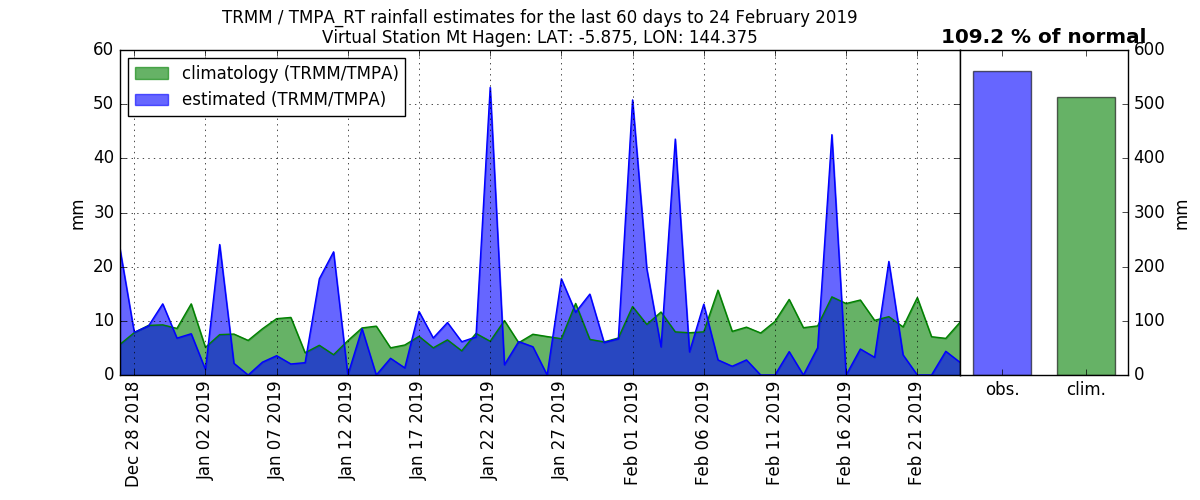 TRMM / TMPA_RT rainfall estimates for the last 60 days to 24 February 2019
Virtual Station Mt Hagen: LAT: -5.875, LON: 144.375
109.2 % of normal
climatology (TRMM/TMPA)
estimated (TRMM/TMPA)
60
50
40
30
20
10
0
mm
600
500
400
300
200
100
0
mm
Dec 28 2018
Jan 02 2019
Jan 07 2019
Jan 12 2019
Jan 17 2019
Jan 22 2019
Jan 27 2019
Feb 01 2019
Feb 06 2019
Feb 11 2019
Feb 16 2019
Feb 21 2019
obs.
clim.